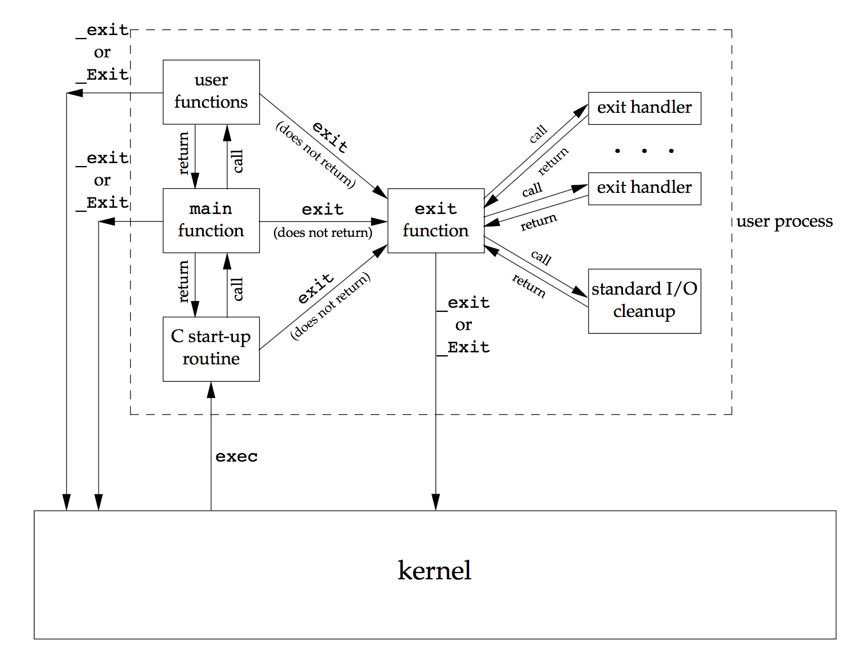 _exit
or
_Exit
user
functions
exit
(does not return)
call
return
exit handler
. . .
return
call
_exit
or
_Exit
main
function
exit
(does not return)
exit
function
call
return
exit handler
user process
return
call
exit
(does not return)
call
return
standard I/O
cleanup
C start-up
routine
_exit
or
_Exit
exec
kernel